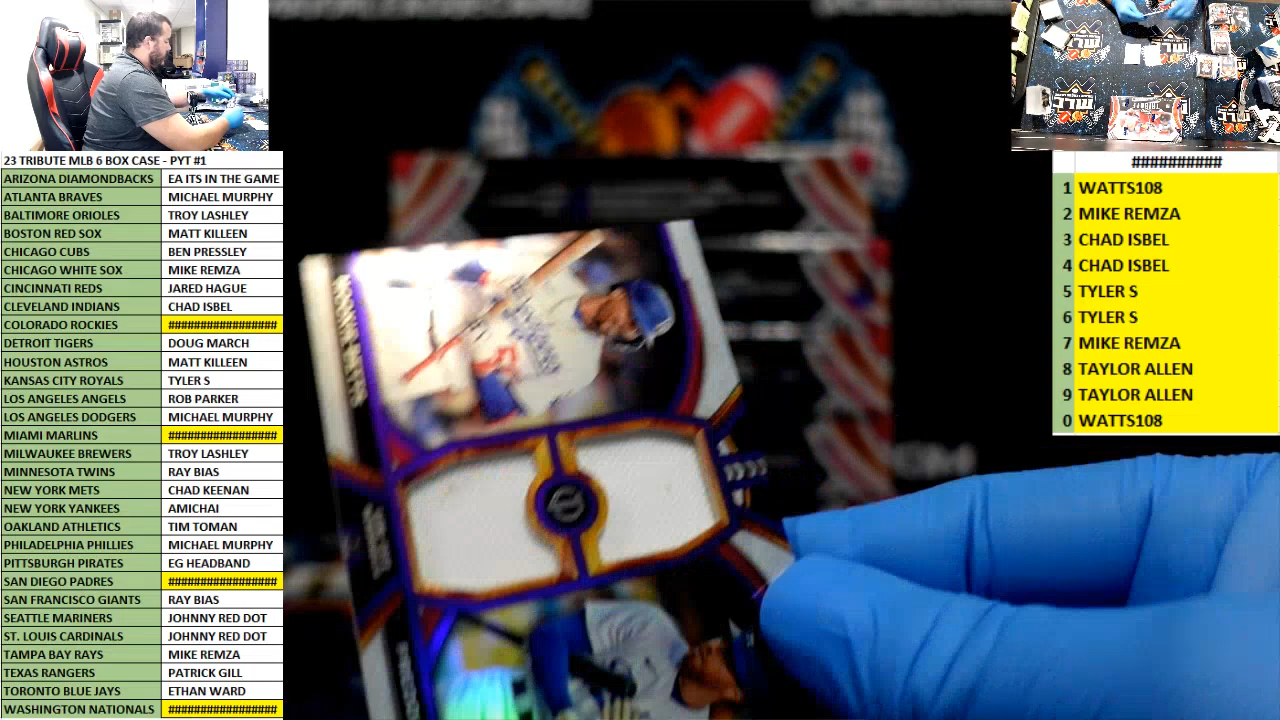 23 TRIBUTE MLB 6 BOX CASE - PYT #1
ARIZONA DIAMONDBACKS EA ITS IN THE GAME
ATLANTA BRAVES MICHAEL MURPHY
BALTIMORE ORIOLES TROY LASHLEY
BOSTON RED SOX MATT KILLEEN
CHICAGO CUBS BEN PRESSLEY
CHICAGO WHITE SOX MIKE REMZA
CINCINNATI REDS JARED HAGUE
CLEVELAND INDIANS CHAD ISBEL
COLORADO ROCKIES #################
DETROIT TIGERS DOUG MARCH
HOUSTON ASTROS MATT KILLEEN
KANSAS CITY ROYALS TYLER S
LOS ANGELES ANGELS ROB PARKER
LOS ANGELES DODGERS MICHAEL MURPHY
MIAMI MARLINS #################
MILWAUKEE BREWERS TROY LASHLEY
MINNESOTA TWINS RAY BIAS
NEW YORK METS CHAD KEENAN
NEW YORK YANKEES AMICHAI
OAKLAND ATHLETICS TIM TOMAN
PHILADELPHIA PHILLIES MICHAEL MURPHY
PITTSBURGH PIRATES EG HEADBAND
SAN DIEGO PADRES #################
SAN FRANCISCO GIANTS RAY BIAS
SEATTLE MARINERS JOHNNY RED DOT
ST. LOUIS CARDINALS JOHNNY RED DOT
TAMPA BAY RAYS MIKE REMZA
TEXAS RANGERS PATRICK GILL
TORONTO BLUE JAYS ETHAN WARD
WASHINGTON NATIONALS #################
##########
1 WATTS108
2 MIKE REMZA
3 CHAD ISBEL
4 CHAD ISBEL
5 TYLER S
6 TYLER S
7 MIKE REMZA
8 TAYLOR ALLEN
9 TAYLOR ALLEN
0 WATTS108